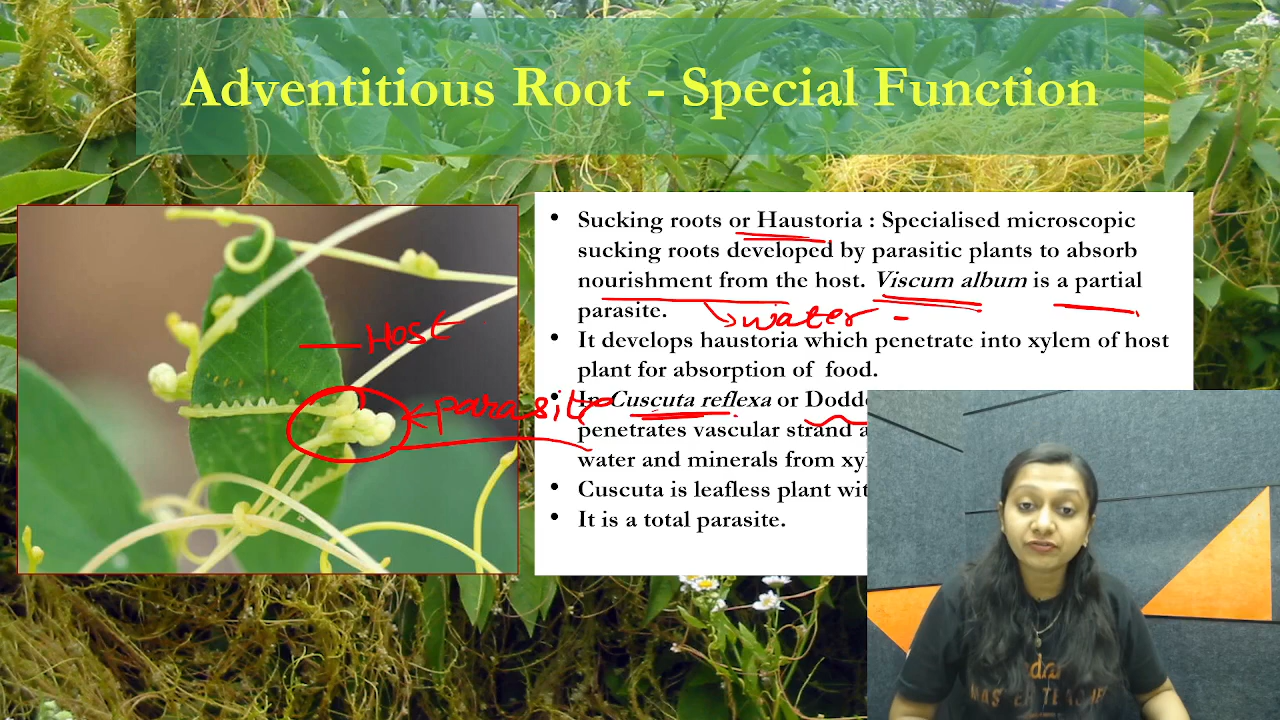 Adventitious Root - Special Function
• Sucking roots or Haustoria : Specialised microscopic
sucking roots developed by parasitic plants to absorb
nourishment from the host. Viscum album is a partial
parasite.
water
• It develops haustoria which penetrate into xylem of host
plant for absorption of food.
• In Cuscuta reflexa or
penetrates vascular strand
water and minerals from
• Cuscuta is leafless plant
• It is a total parasite.
Host
parasite
MASTER TEACHER